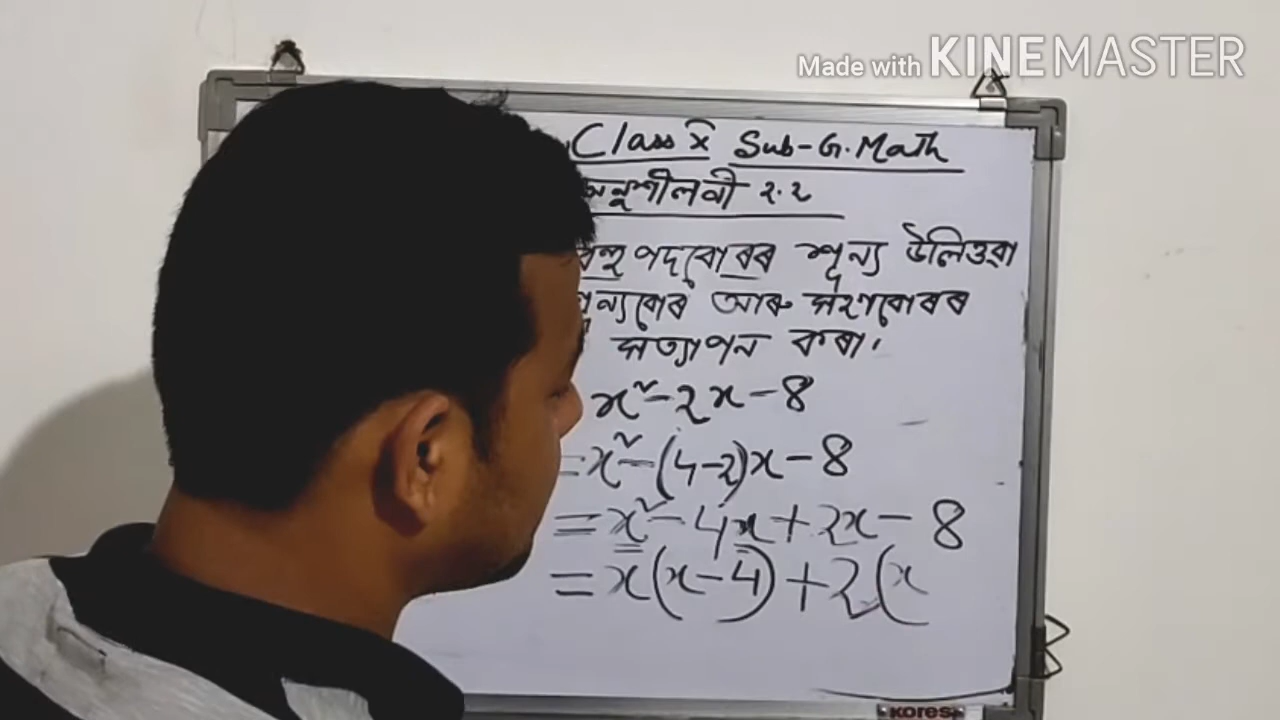 Made with KINEMASTER
Class X Sub-G.Math
অনুশীলনী ২.২
বহুপদবোৰৰ শূন্য উলিওৱা
শূন্যবোৰ আৰু সহগবোৰৰ
সত্যাপন কৰা।
x²-2x-8
=x²-(4-2)x-8
=x²-4x+2x-8
=x(x-4)+2(x
KORES